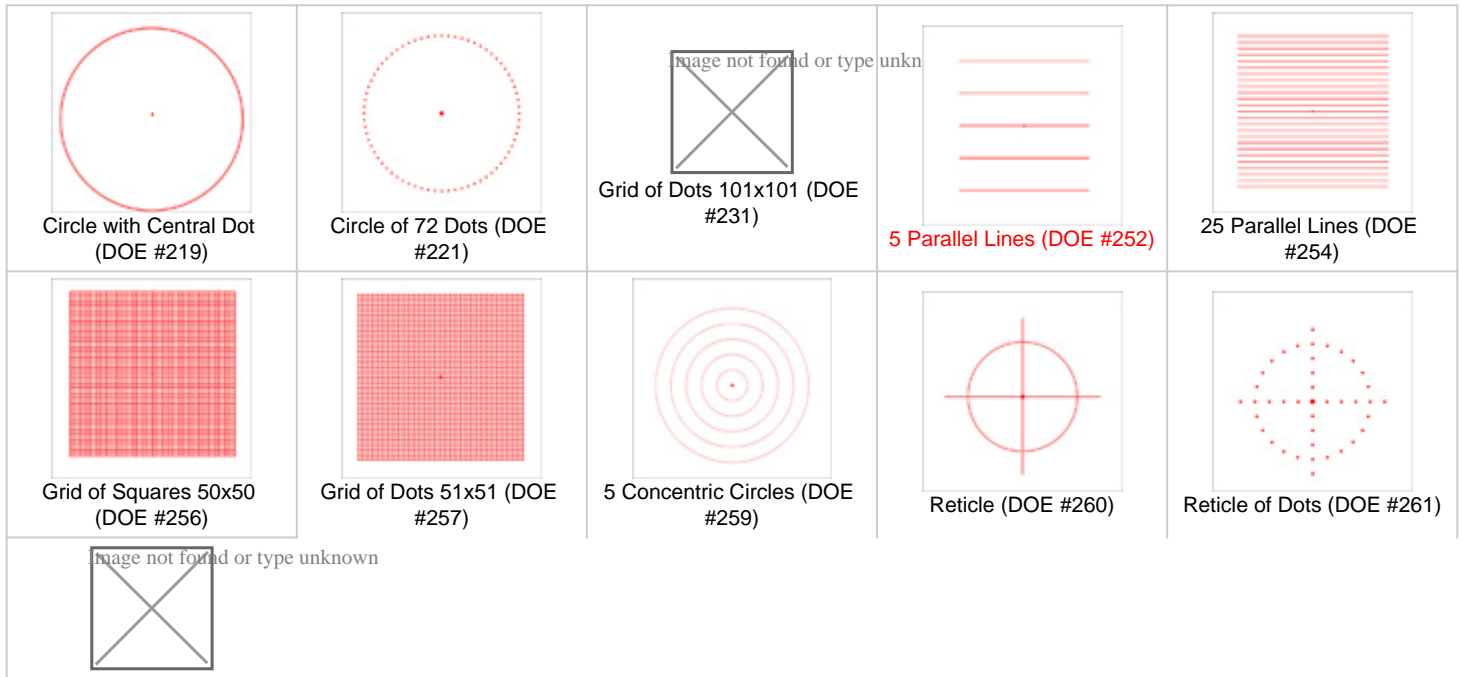 Circle with Central Dot
(DOE #219)
Circle of 72 Dots (DOE
#221)
Image not found or type unkn
Grid of Dots 101x101 (DOE
#231)
5 Parallel Lines (DOE #252)
25 Parallel Lines (DOE
#254)
Grid of Squares 50x50
(DOE #256)
Grid of Dots 51x51 (DOE
#257)
5 Concentric Circles (DOE
#259)
Reticle (DOE #260)
Reticle of Dots (DOE #261)
Image not found or type unknown